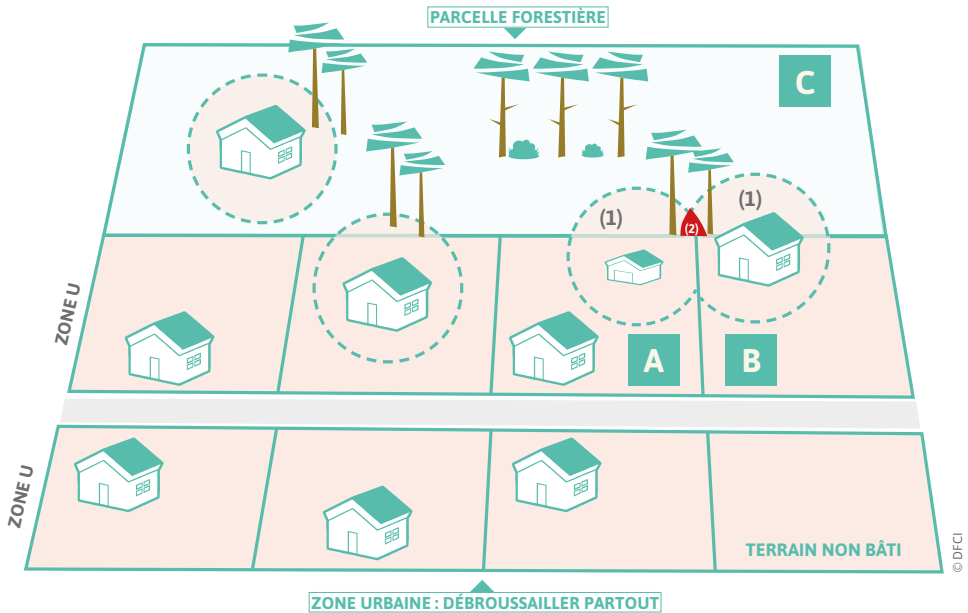 PARCELLE FORESTIÈRE
C
(1)
(1)
(2)
ZONE U
A
B
ZONE U
TERRAIN NON BÂTI
© DFCI
ZONE URBAINE : DÉBROUSSAILLER PARTOUT